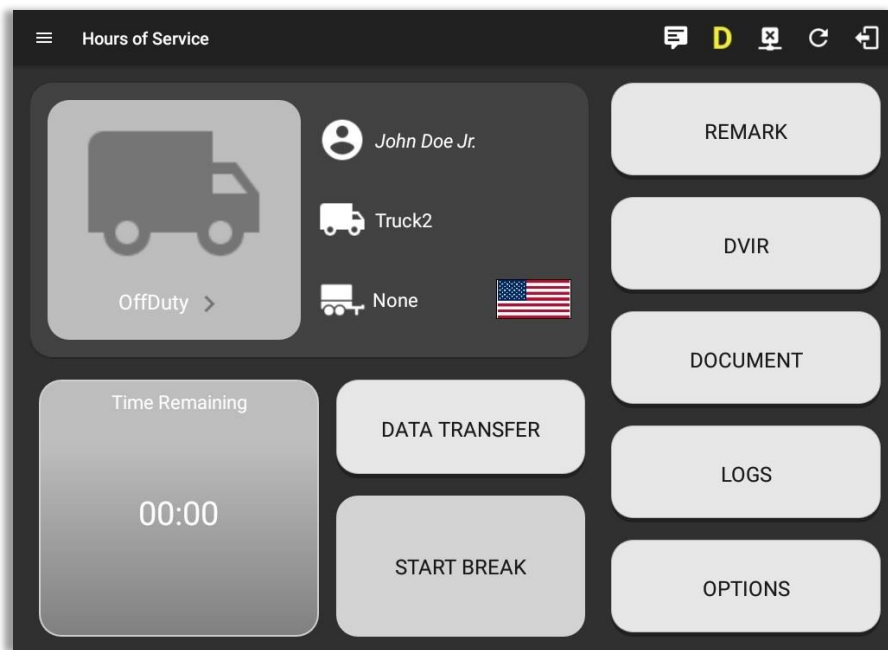 Hours of Service
D
John Doe Jr.
Truck2
None
OffDuty
Time Remaining
00:00
DATA TRANSFER
START BREAK
REMARK
DVIR
DOCUMENT
LOGS
OPTIONS